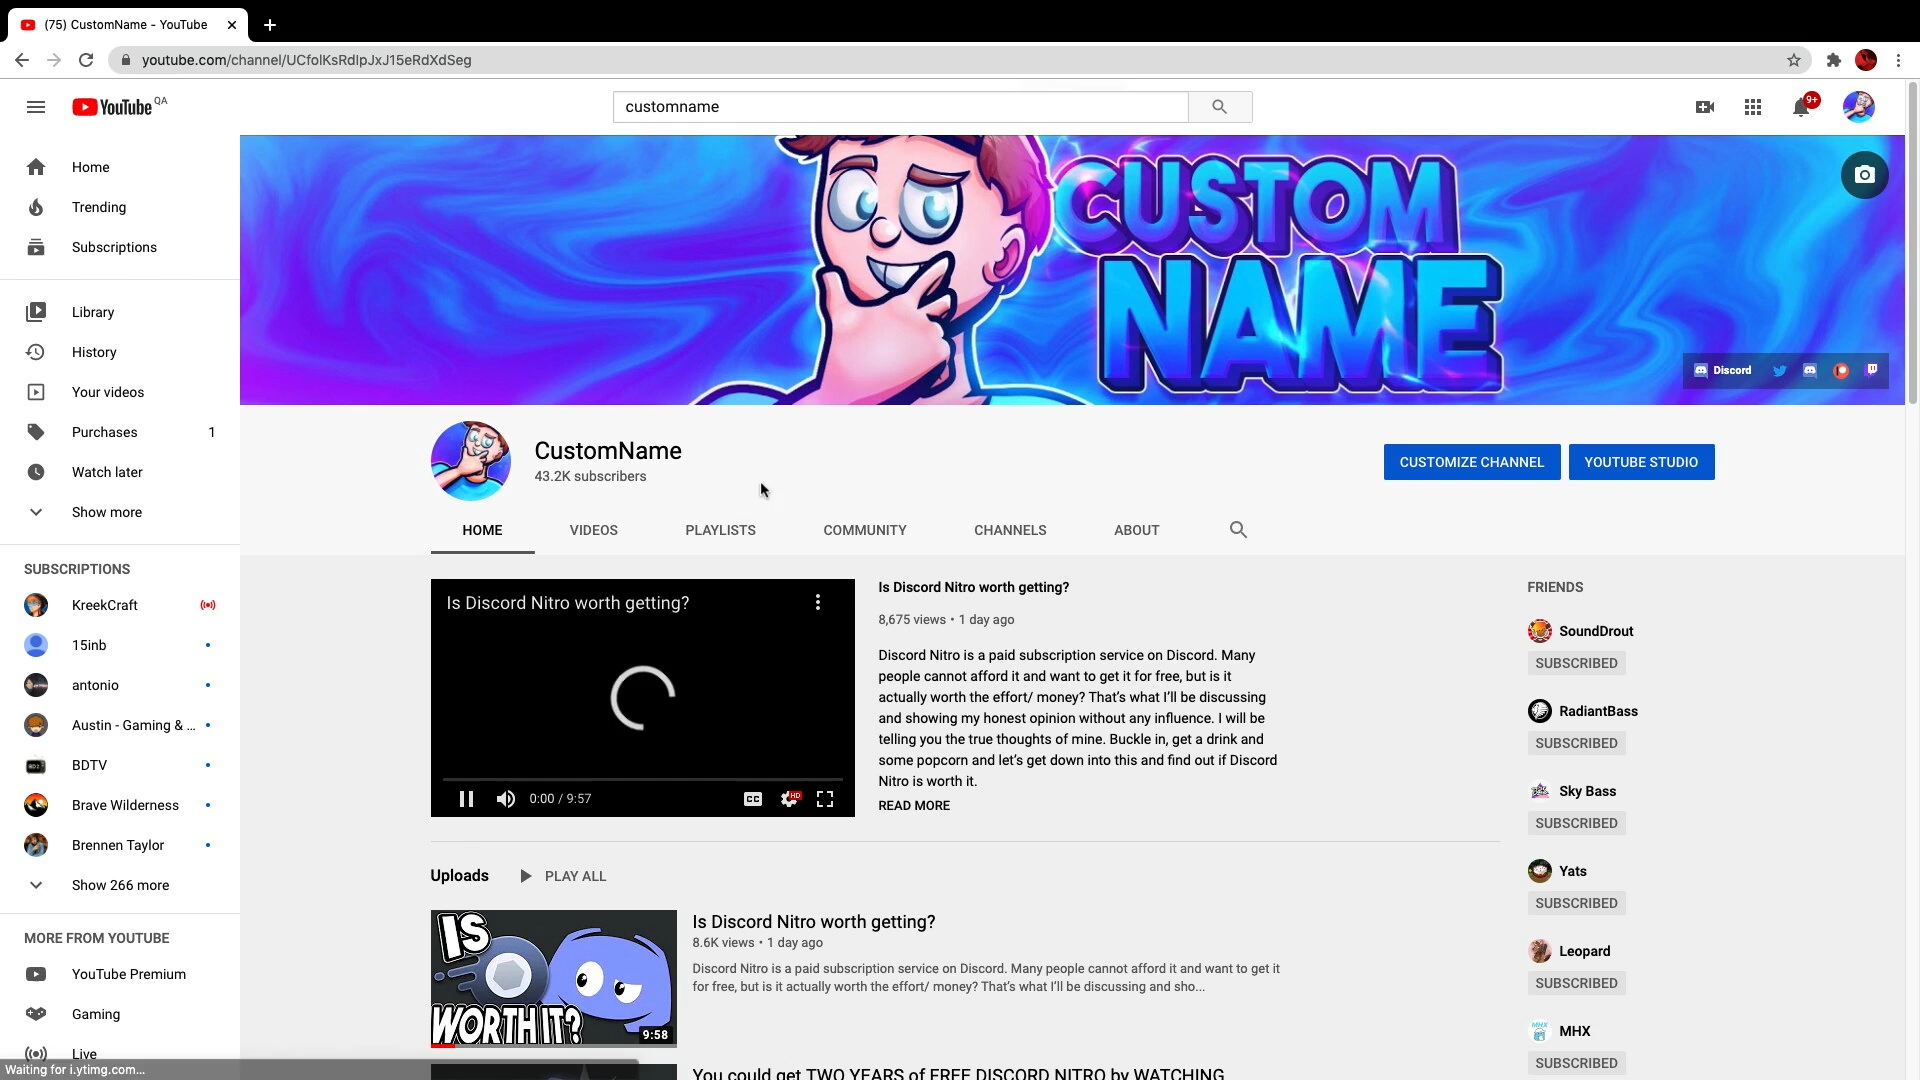 (75) CustomName - YouTube
youtube.com/channel/UCfolKsRdlpJxJ15eRdXdSeg
YouTube QA
customname
9+
Home
Trending
Subscriptions
Library
History
Your videos
Purchases 1
Watch later
Show more
SUBSCRIPTIONS
KreekCraft
15inb
antonio
Austin - Gaming & ...
BDTV
Brave Wilderness
Brennen Taylor
Show 266 more
MORE FROM YOUTUBE
YouTube Premium
Gaming
Live
Waiting for i.ytimg.com...
CUSTOM
NAME
Discord
CustomName
43.2K subscribers
CUSTOMIZE CHANNEL
YOUTUBE STUDIO
HOME
VIDEOS
PLAYLISTS
COMMUNITY
CHANNELS
ABOUT
Is Discord Nitro worth getting?
0:00 / 9:57
CC
HD
Is Discord Nitro worth getting?
8,675 views • 1 day ago
Discord Nitro is a paid subscription service on Discord. Many
people cannot afford it and want to get it for free, but is it
actually worth the effort/ money? That's what I'll be discussing
and showing my honest opinion without any influence. I will be
telling you the true thoughts of mine. Buckle in, get a drink and
some popcorn and let's get down into this and find out if Discord
Nitro is worth it.
READ MORE
Uploads
PLAY ALL
IS
WORTH IT?
9:58
Is Discord Nitro worth getting?
8.6K views • 1 day ago
Discord Nitro is a paid subscription service on Discord. Many people cannot afford it and want to get it
for free, but is it actually worth the effort/ money? That's what I'll be discussing and sho...
You could get TWO YEARS of FREE DISCORD NITRO by WATCHING
FRIENDS
SoundDrout
SUBSCRIBED
RadiantBass
SUBSCRIBED
Sky Bass
SUBSCRIBED
Yats
SUBSCRIBED
Leopard
SUBSCRIBED
MHX
MHX
SUBSCRIBED